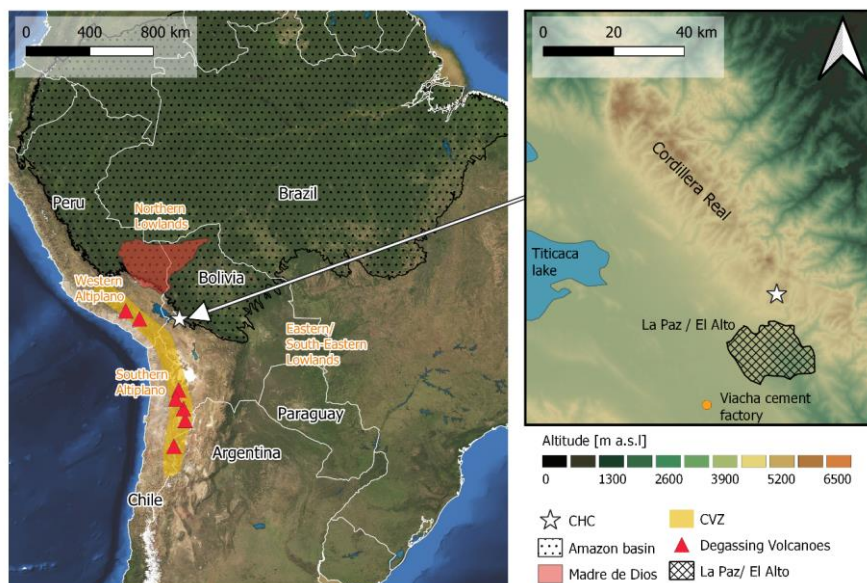 0 400 800 km
Peru
Brazil
Northern
Lowlands
Bolivia
Western
Altiplano
Eastern/
South-Eastern
Lowlands
Southern
Altiplano
Paraguay
Argentina
Chile
0 20 40 km
Cordillera Real
Titicaca
lake
La Paz / El Alto
Viacha cement
factory
Altitude [m a.s.l]
0 1300 2600 3900 5200 6500
CHC
CVZ
Amazon basin
Degassing Volcanoes
Madre de Dios
La Paz/ El Alto